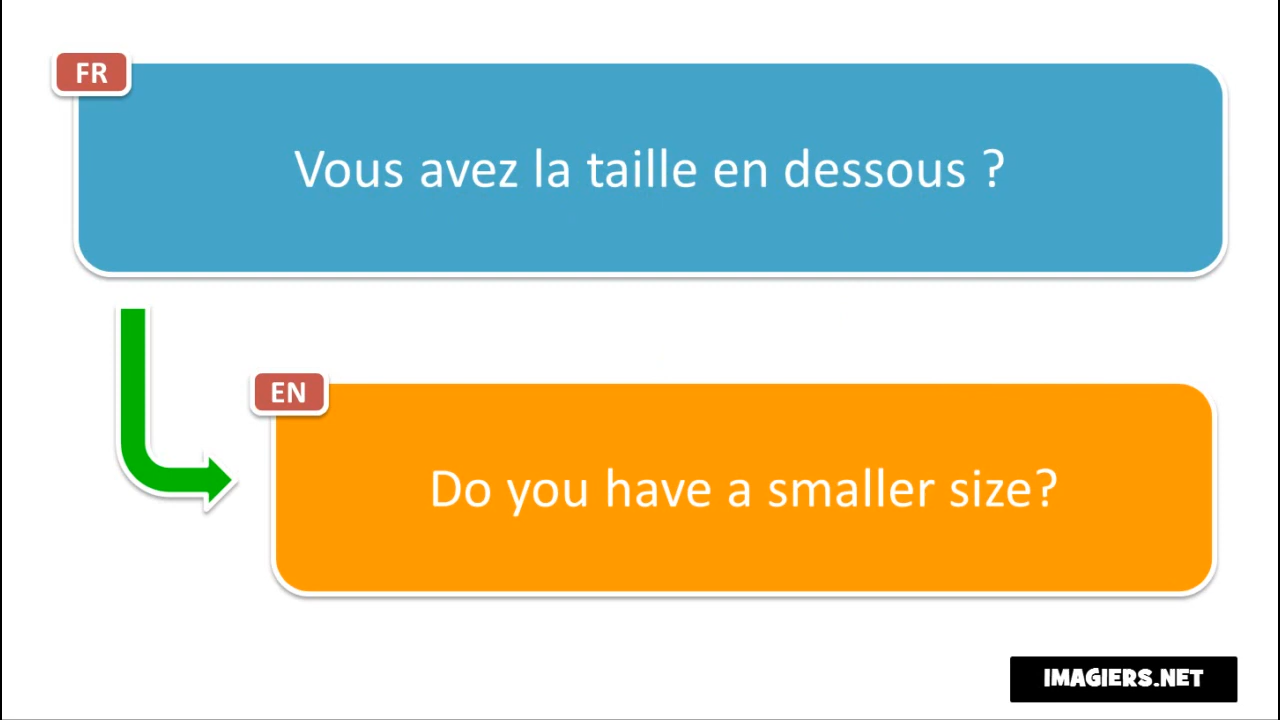 FR
Vous avez la taille en dessous ?
EN
Do you have a smaller size?
IMAGIERS.NET